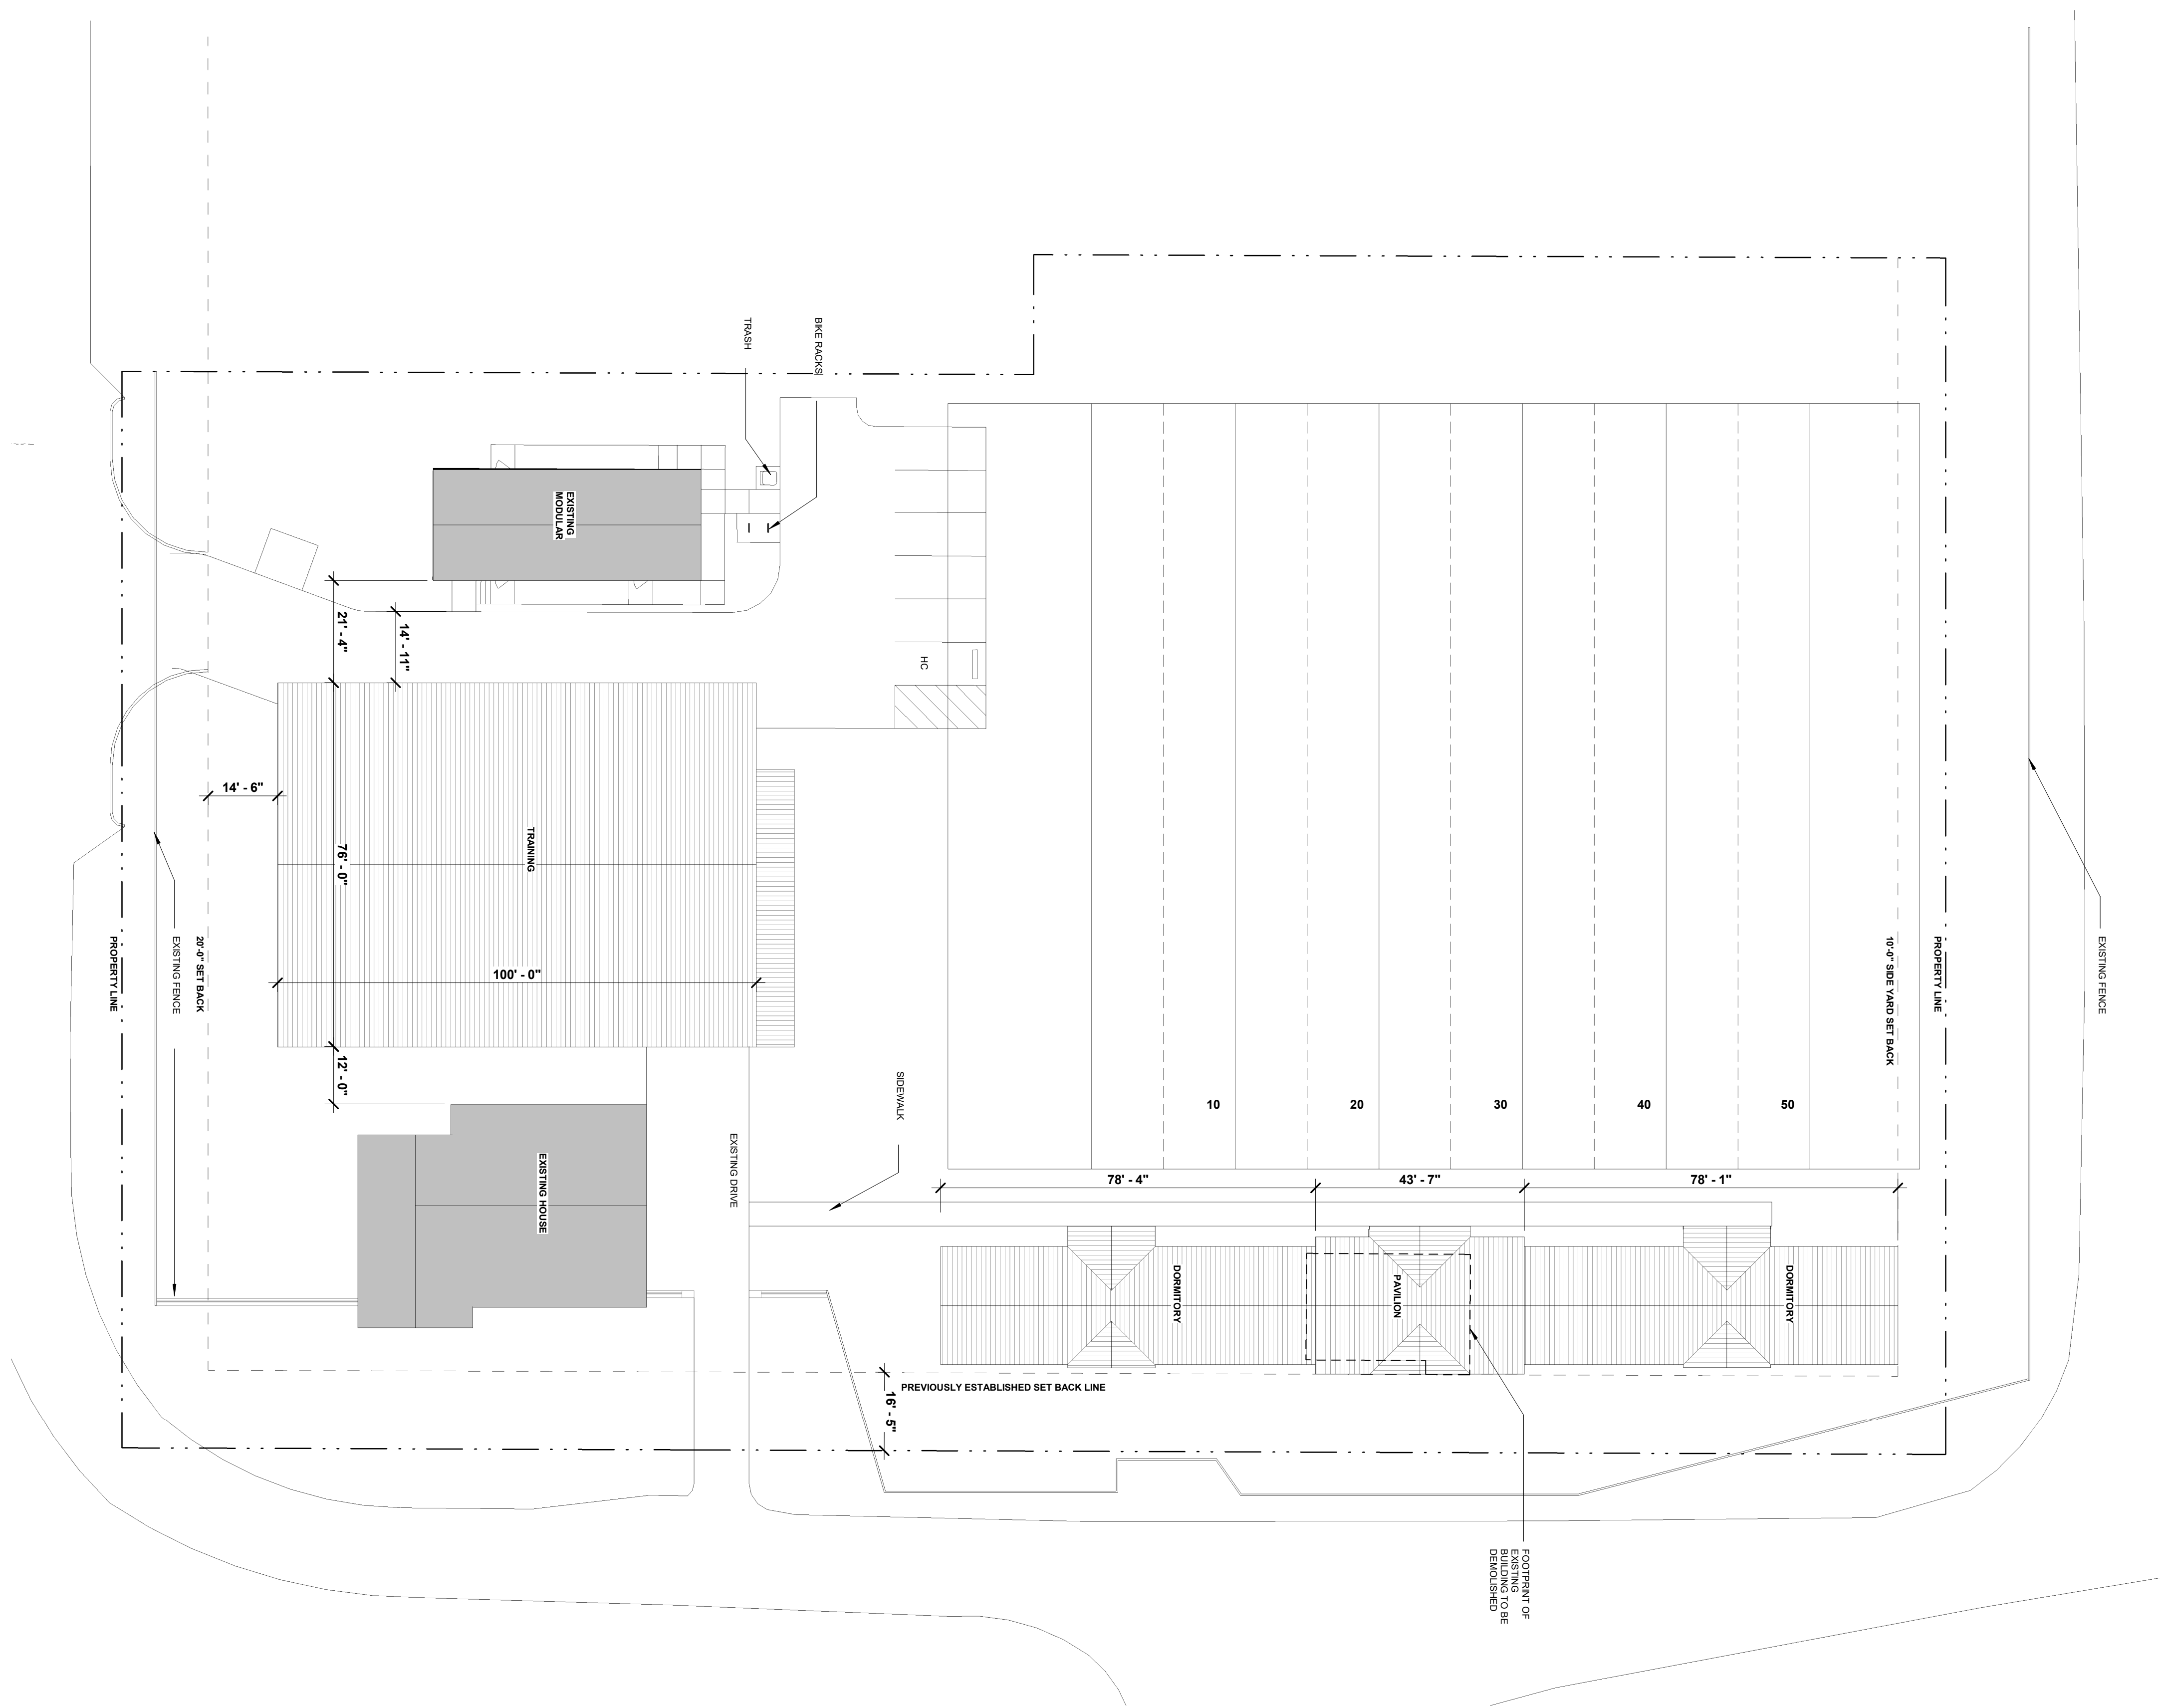 TRASH
BIKE RACKS
EXISTING
MODULAR
21' - 4"
14' - 11"
HC
14' - 6"
TRAINING
76' - 0"
100' - 0"
12' - 0"
PROPERTY LINE
EXISTING FENCE
20'-0" SET BACK
10'-0" SIDE YARD SET BACK
PROPERTY LINE
EXISTING FENCE
SIDEWALK
10
20
30
40
50
EXISTING DRIVE
EXISTING HOUSE
78' - 4"
43' - 7"
78' - 1"
DORMITORY
PAVILION
DORMITORY
PREVIOUSLY ESTABLISHED SET BACK LINE
16' - 5"
FOOTPRINT OF
EXISTING
BUILDING TO BE
DEMOLISHED